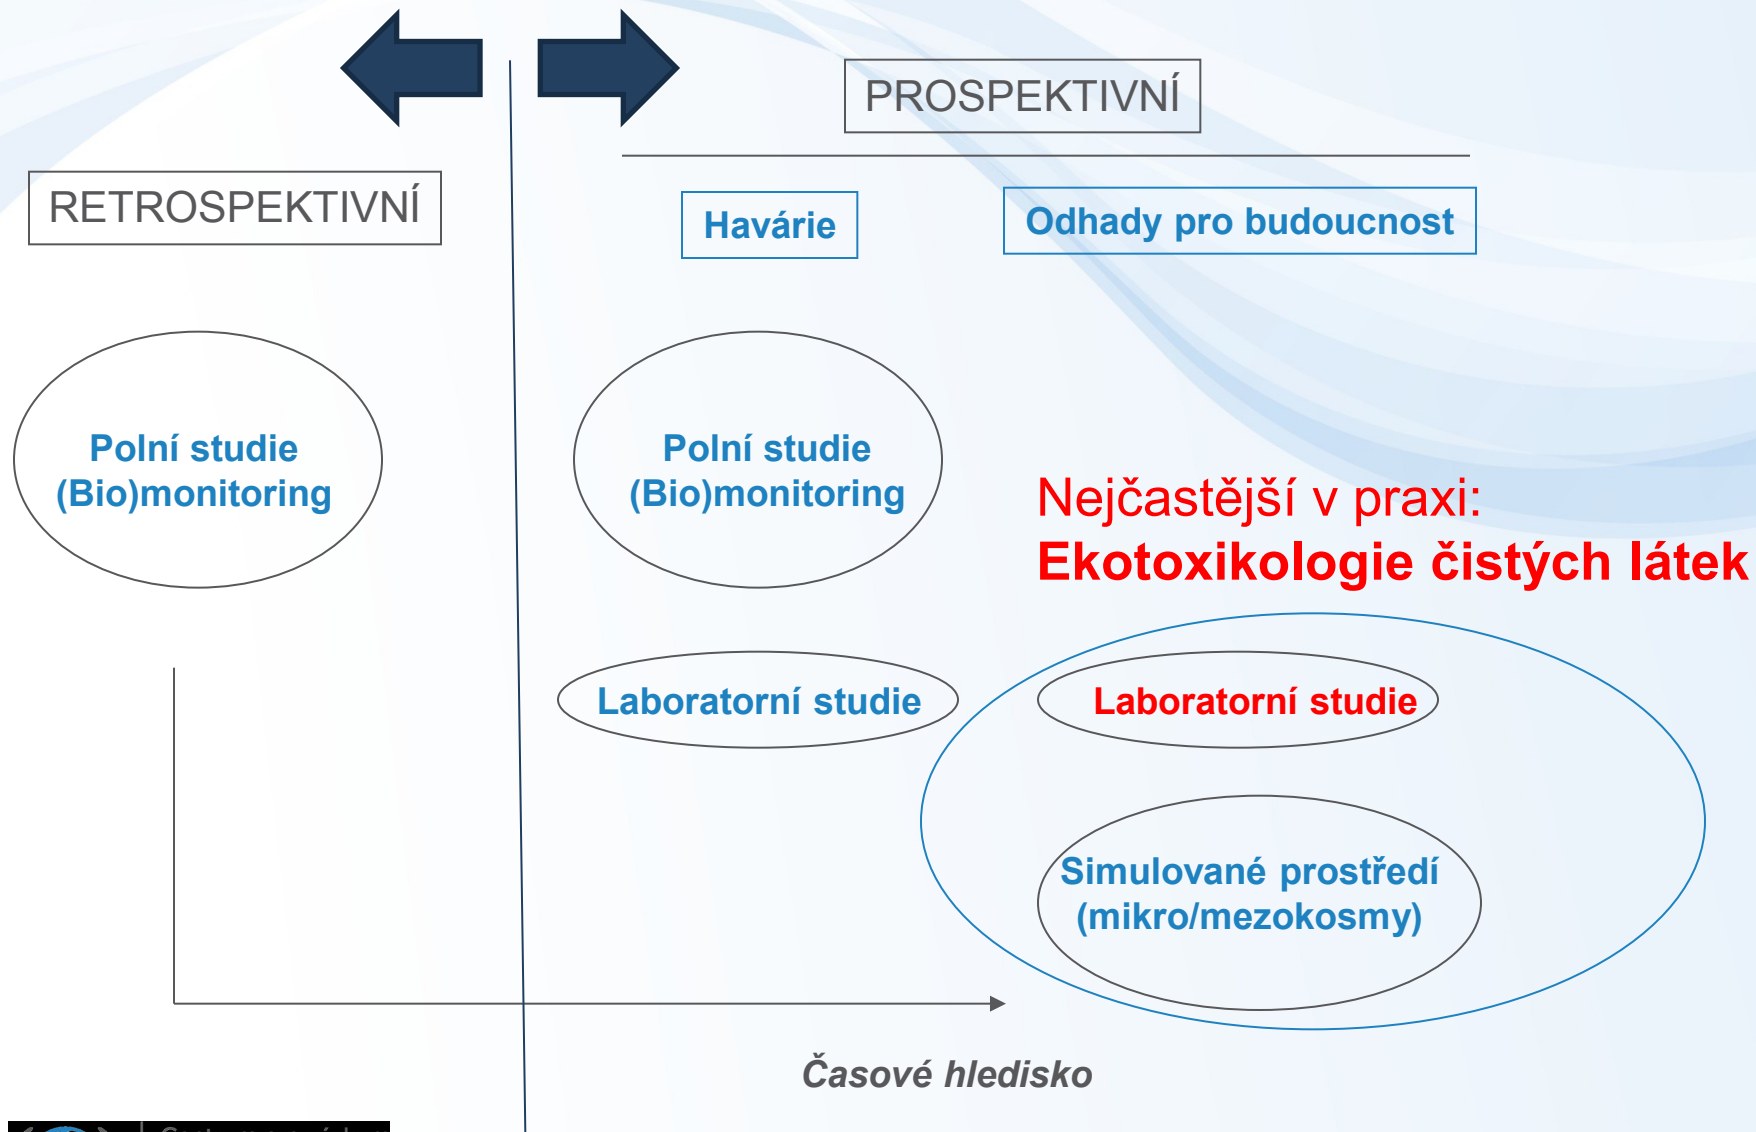 PROSPEKTIVNÍ
RETROSPEKTIVNÍ
Havárie
Odhady pro budoucnost
Polní studie
(Bio)monitoring
Polní studie
(Bio)monitoring
Nejčastější v praxi:
Ekotoxikologie čistých látek
Laboratorní studie
Laboratorní studie
Simulované prostředí
(mikro/mezokosmy)
Časové hledisko